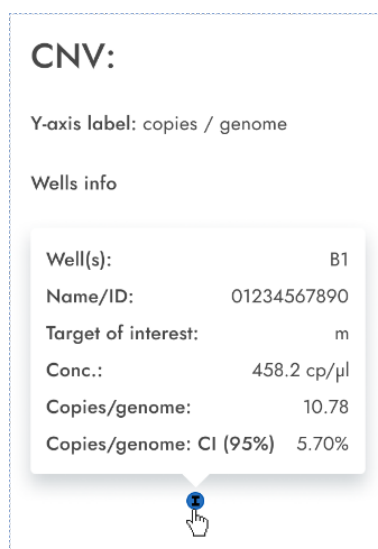 CNV:
Y-axis label: copies / genome
Wells info
Well(s): B1
Name/ID: 01234567890
Target of interest: m
Conc.: 458.2 cp/µl
Copies/genome: 10.78
Copies/genome: CI (95%) 5.70%